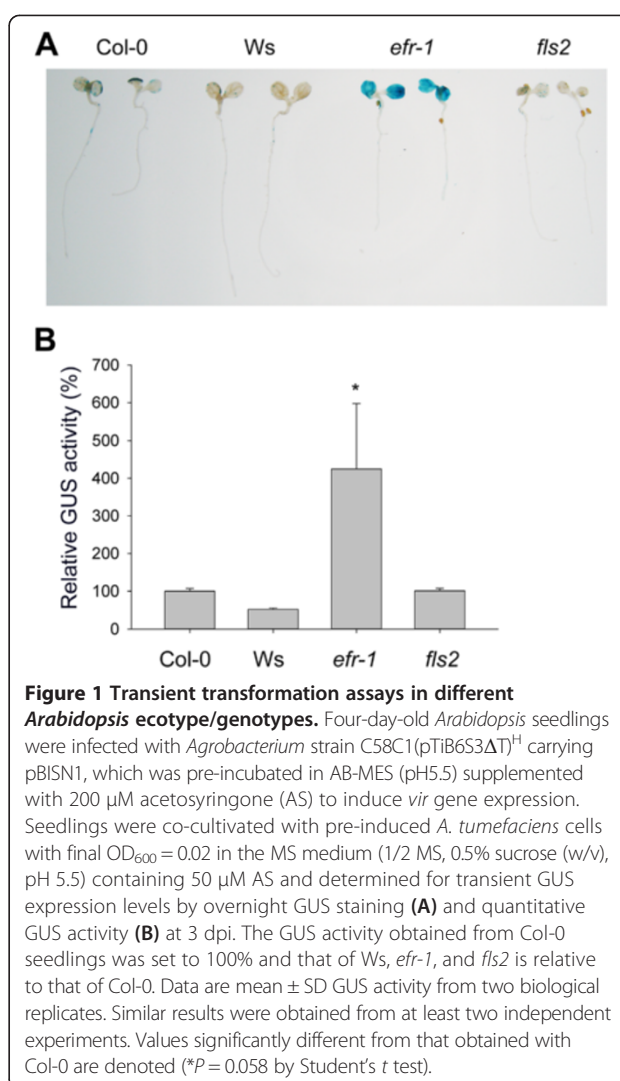 A
Col-0 Ws efr-1 fls2
B
Relative GUS activity (%)
700
600
500
400
300
200
100
0
*
Col-0 Ws efr-1 fls2
Figure 1 Transient transformation assays in different
Arabidopsis ecotype/genotypes. Four-day-old Arabidopsis seedlings
were infected with Agrobacterium strain C58C1(pTiB6S3ΔT)ᴴ carrying
pBISN1, which was pre-incubated in AB-MES (pH5.5) supplemented
with 200 μM acetosyringone (AS) to induce vir gene expression.
Seedlings were co-cultivated with pre-induced A. tumefaciens cells
with final OD₆₀₀ = 0.02 in the MS medium (1/2 MS, 0.5% sucrose (w/v),
pH 5.5) containing 50 μM AS and determined for transient GUS
expression levels by overnight GUS staining (A) and quantitative
GUS activity (B) at 3 dpi. The GUS activity obtained from Col-0
seedlings was set to 100% and that of Ws, efr-1, and fls2 is relative
to that of Col-0. Data are mean ± SD GUS activity from two biological
replicates. Similar results were obtained from at least two independent
experiments. Values significantly different from that obtained with
Col-0 are denoted (*P = 0.058 by Student's t test).